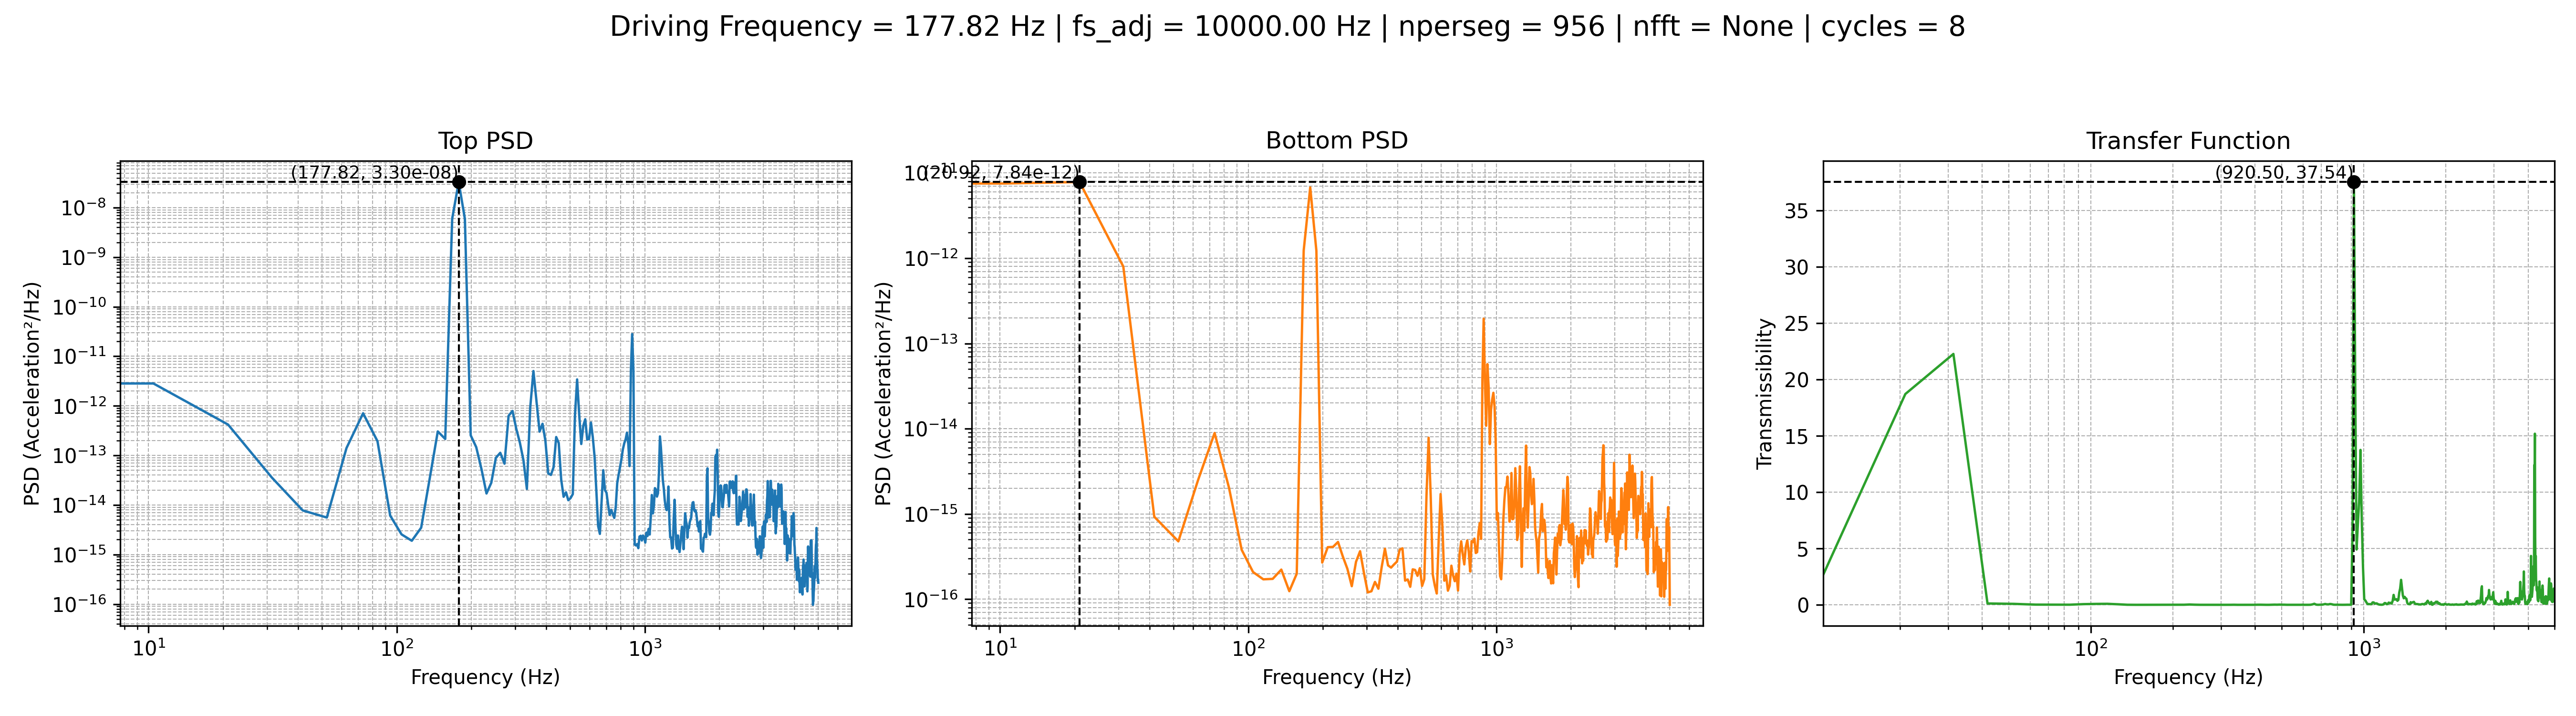 Driving Frequency = 177.82 Hz | fs_adj = 10000.00 Hz | nperseg = 956 | nfft = None | cycles = 8
Top PSD
(177.82, 3.30e-08)
10⁻⁸
10⁻⁹
10⁻¹⁰
10⁻¹¹
10⁻¹²
10⁻¹³
10⁻¹⁴
10⁻¹⁵
10⁻¹⁶
PSD (Acceleration²/Hz)
10¹
10²
10³
Frequency (Hz)
Bottom PSD
(20.92, 7.84e-12)
10⁻¹¹
10⁻¹²
10⁻¹³
10⁻¹⁴
10⁻¹⁵
10⁻¹⁶
PSD (Acceleration²/Hz)
10¹
10²
10³
Frequency (Hz)
Transfer Function
(920.50, 37.54)
35
30
25
20
15
10
5
0
Transmissibility
10²
10³
Frequency (Hz)